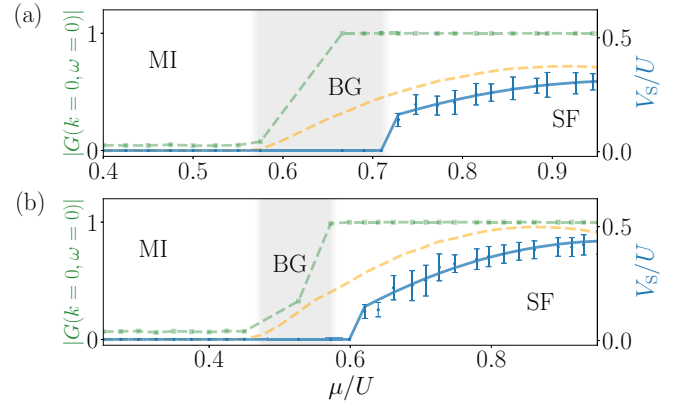 (a)
|G(k = 0, ω = 0)|
1
0
MI
BG
SF
0.5
0.0
V_S/U
0.4 0.5 0.6 0.7 0.8 0.9
(b)
|G(k = 0, ω = 0)|
1
0
MI
BG
SF
0.5
0.0
V_S/U
0.4 0.6 0.8
μ/U